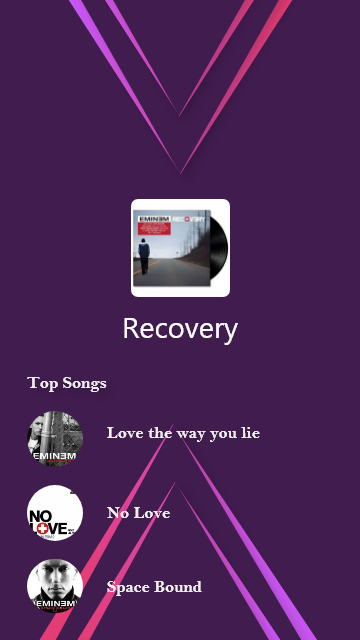 EMINEM RECOVERY
Recovery
Top Songs
EMINEM
Love the way you lie
NO
LOVE
No Love
EMINEM
Space Bound